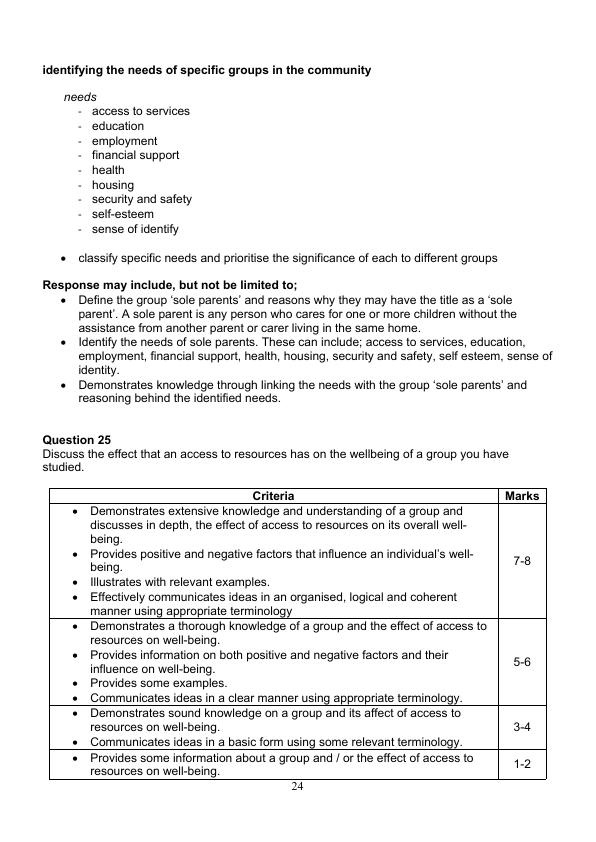 identifying the needs of specific groups in the community
needs
- access to services
- education
- employment
- financial support
- health
- housing
- security and safety
- self-esteem
- sense of identify
• classify specific needs and prioritise the significance of each to different groups
Response may include, but not be limited to;
• Define the group ‘sole parents’ and reasons why they may have the title as a ‘sole
parent’. A sole parent is any person who cares for one or more children without the
assistance from another parent or carer living in the same home.
• Identify the needs of sole parents. These can include; access to services, education,
employment, financial support, health, housing, security and safety, self esteem, sense of
identity.
• Demonstrates knowledge through linking the needs with the group ‘sole parents’ and
reasoning behind the identified needs.
Question 25
Discuss the effect that an access to resources has on the wellbeing of a group you have
studied.
Criteria Marks
• Demonstrates extensive knowledge and understanding of a group and
discusses in depth, the effect of access to resources on its overall well-
being.
• Provides positive and negative factors that influence an individual’s well-
being.
• Illustrates with relevant examples.
• Effectively communicates ideas in an organised, logical and coherent
manner using appropriate terminology
7-8
• Demonstrates a thorough knowledge of a group and the effect of access to
resources on well-being.
• Provides information on both positive and negative factors and their
influence on well-being.
• Provides some examples.
• Communicates ideas in a clear manner using appropriate terminology.
5-6
• Demonstrates sound knowledge on a group and its affect of access to
resources on well-being.
• Communicates ideas in a basic form using some relevant terminology.
3-4
• Provides some information about a group and / or the effect of access to
resources on well-being.
1-2
24